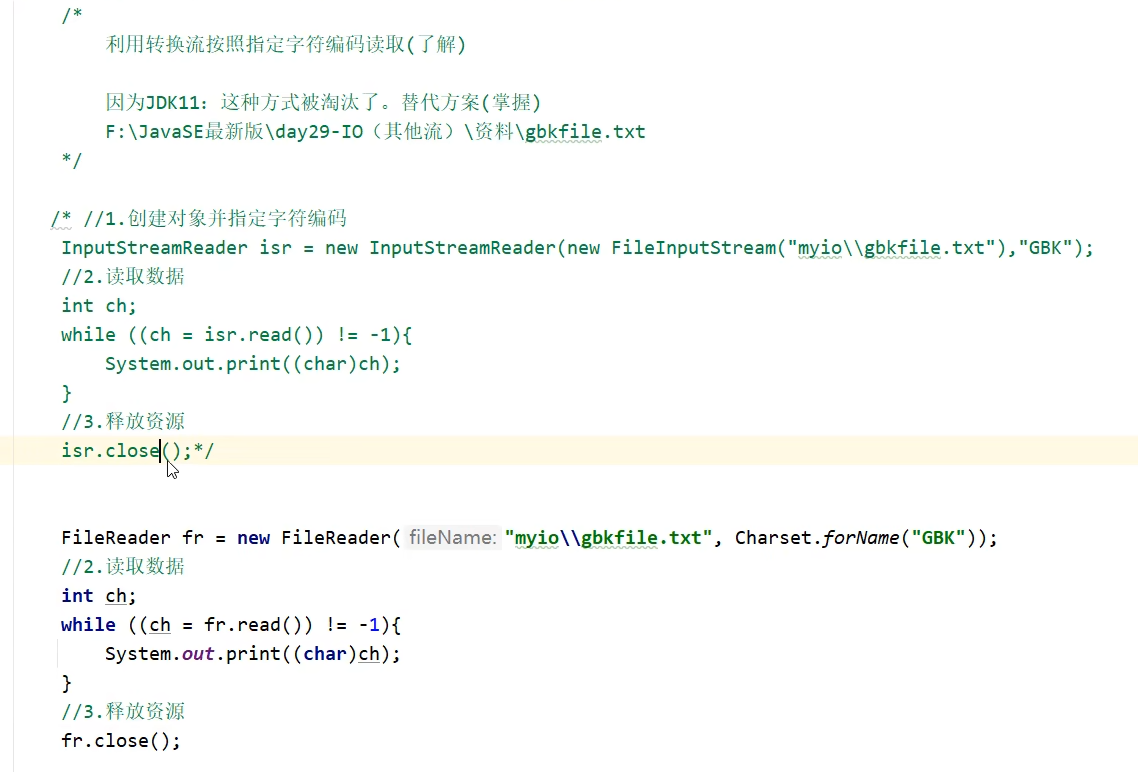 /*
利用转换流按照指定字符编码读取(了解)
因为JDK11：这种方式被淘汰了。替代方案(掌握)
F:\JavaSE最新版\day29-IO（其他流）\资料\gbkfile.txt
*/
/* //1.创建对象并指定字符编码
InputStreamReader isr = new InputStreamReader(new FileInputStream("myio\\gbkfile.txt"),"GBK");
//2.读取数据
int ch;
while ((ch = isr.read()) != -1){
System.out.print((char)ch);
}
//3.释放资源
isr.close();*/
FileReader fr = new FileReader( fileName: "myio\\gbkfile.txt", Charset.forName("GBK"));
//2.读取数据
int ch;
while ((ch = fr.read()) != -1){
System.out.print((char)ch);
}
//3.释放资源
fr.close();